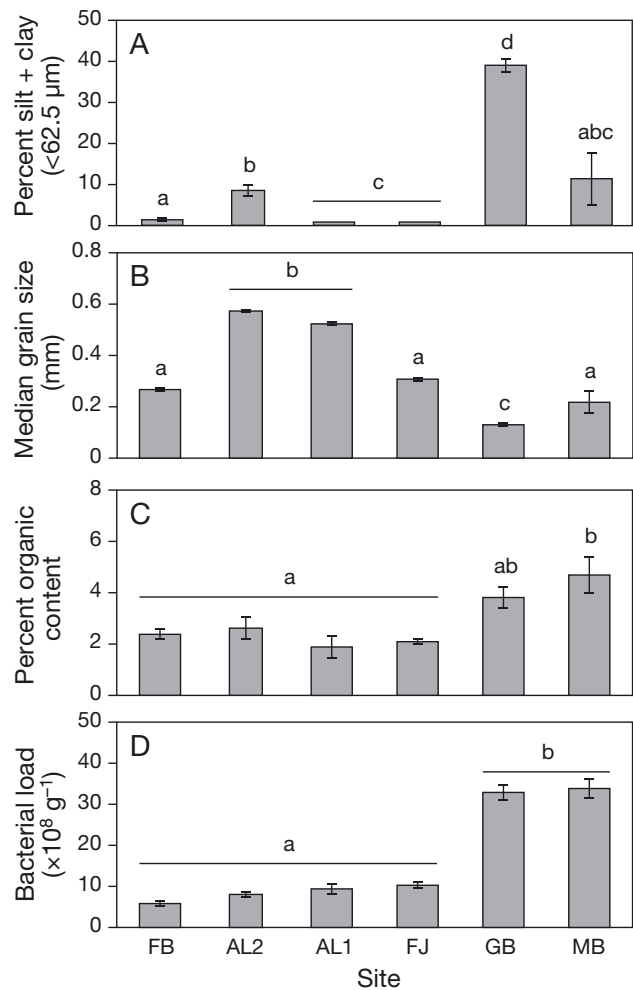 A
Percent silt + clay
(<62.5 µm)
50
40
30
20
10
0
a
b
c
d
abc
B
Median grain size
(mm)
0.8
0.6
0.4
0.2
0
a
b
a
c
a
C
Percent organic
content
8
6
4
2
0
a
ab
b
D
Bacterial load
(×10⁸ g⁻¹)
50
40
30
20
10
0
a
b
FB AL2 AL1 FJ GB MB
Site